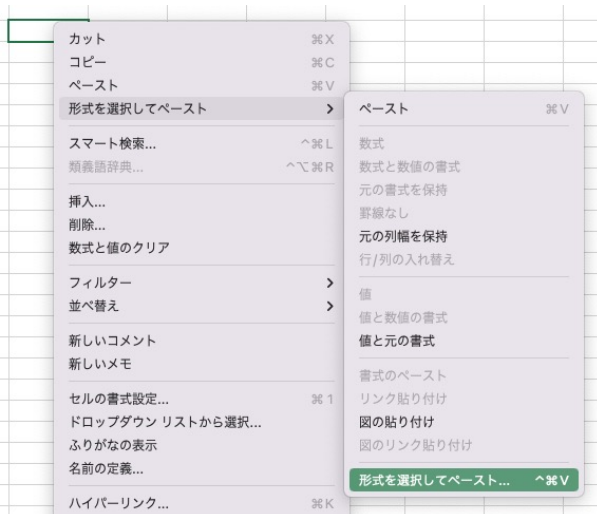 カット ⌘X
コピー ⌘C
ペースト ⌘V
形式を選択してペースト >
スマート検索... ^⌘L
類義語辞典... ^⌥⌘R
挿入...
削除...
数式と値のクリア
フィルター >
並べ替え >
新しいコメント
新しいメモ
セルの書式設定... ⌘1
ドロップダウン リストから選択...
ふりがなの表示
名前の定義...
ハイパーリンク... ⌘K
ペースト ⌘V
数式
数式と数値の書式
元の書式を保持
罫線なし
元の列幅を保持
行/列の入れ替え
値
値と数値の書式
値と元の書式
書式のペースト
リンク貼り付け
図の貼り付け
図のリンク貼り付け
形式を選択してペースト... ^⌘V